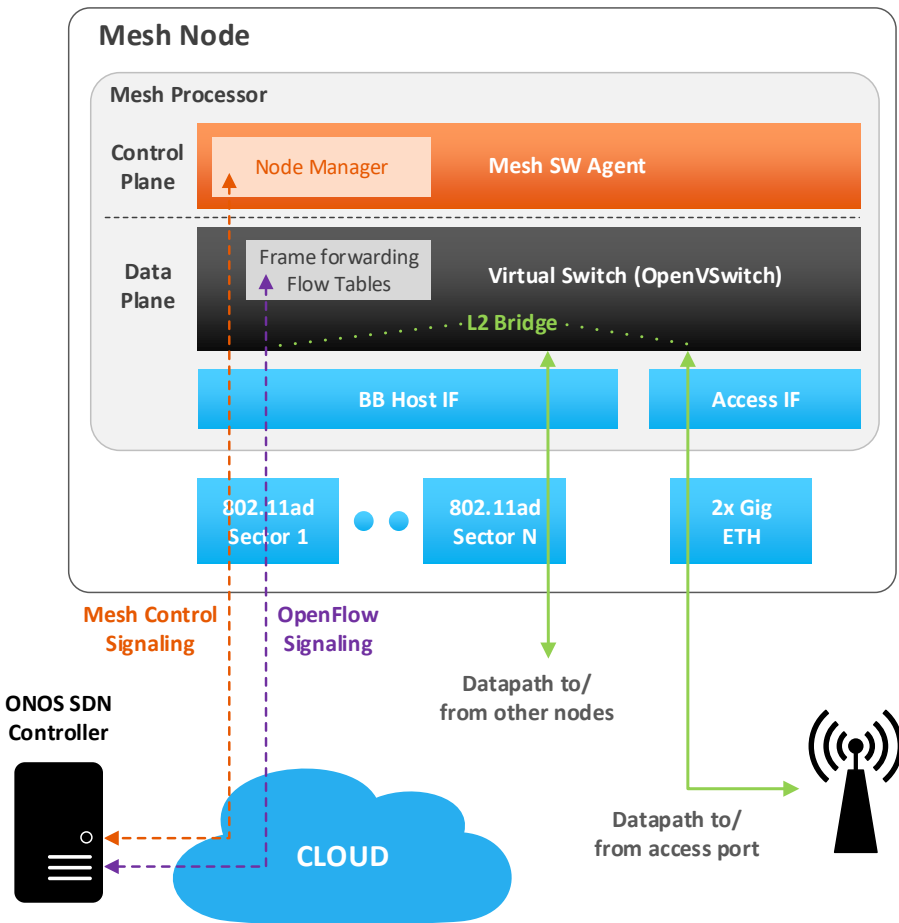 Mesh Node
Mesh Processor
Control
Plane
Node Manager
Mesh SW Agent
Data
Plane
Frame forwarding
Flow Tables
Virtual Switch (OpenVSwitch)
L2 Bridge
BB Host IF
Access IF
802.11ad
Sector 1
802.11ad
Sector N
2x Gig
ETH
Mesh Control
Signaling
OpenFlow
Signaling
Datapath to/
from other nodes
ONOS SDN
Controller
CLOUD
Datapath to/
from access port